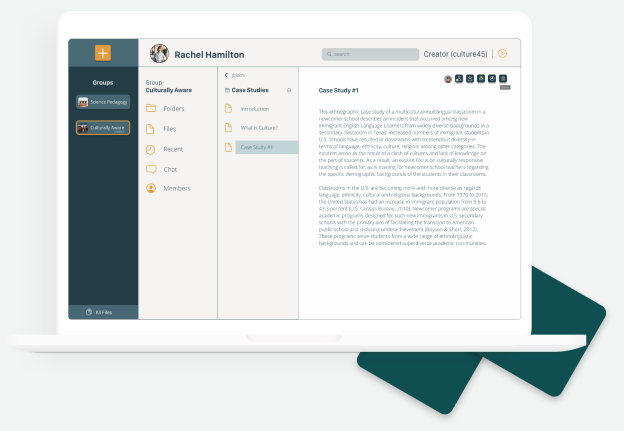 Rachel Hamilton
search
Creator (culture45)
Groups
Science Pedagogy
Culturally Aware
All Files
Group:
Culturally Aware
Folders
Files
Recent
Chat
Members
folders
Case Studies
Introduction
What is Culture?
Case Study #1
Case Study #1
This ethnographic case study of a multicultural/multilingual classroom in a
newcomer school describes an incident that occurred among new
immigrant English Language Learners from widely diverse backgrounds in a
secondary classroom in Texas. Increased numbers of immigrant students in
U.S. schools have resulted in classrooms with tremendous diversity in
terms of language, ethnicity, culture, religion, among other categories. The
incident arose as the result of a clash of cultures and lack of knowledge on
the part of students. As a result, an explicit focus on culturally responsive
teaching is called for, as is training for newcomer school teachers regarding
the specific demographic backgrounds of the students in their classrooms.
Classrooms in the U.S. are becoming more and more diverse as regards
language, ethnicity, cultural and religious backgrounds. From 1970 to 2015,
the United States has had an increase in immigrant population from 9.6 to
43.3 percent (U.S. Census Bureau, 2010). Newcomer programs are special
academic programs designed for such new immigrants in U.S. secondary
schools with the primary aim of facilitating the transition to American
public school and reducing underachievement (Boyson & Short, 2012).
These programs serve students from a wide range of ethnolinguistic
backgrounds and can be considered superdiverse academic communities.